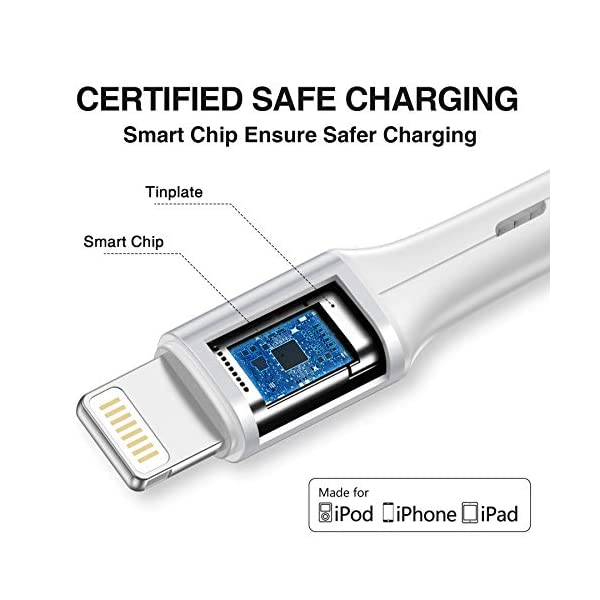 CERTIFIED SAFE CHARGING
Smart Chip Ensure Safer Charging
Tinplate
Smart Chip
Made for
iPod iPhone iPad